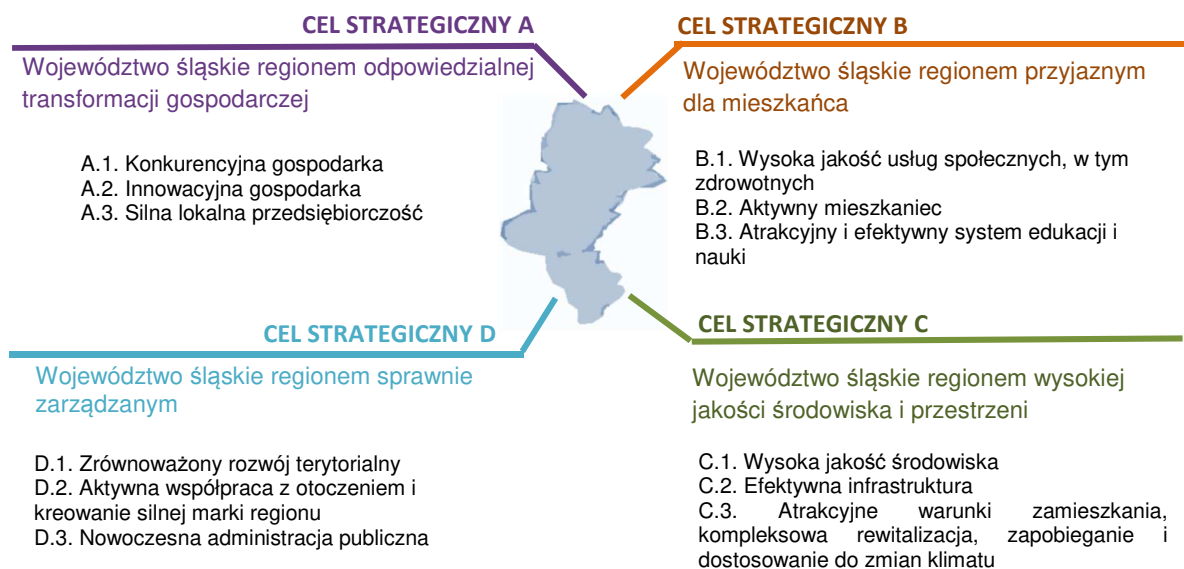 CEL STRATEGICZNY A
Województwo śląskie regionem odpowiedzialnej
transformacji gospodarczej
A.1. Konkurencyjna gospodarka
A.2. Innowacyjna gospodarka
A.3. Silna lokalna przedsiębiorczość
CEL STRATEGICZNY B
Województwo śląskie regionem przyjaznym
dla mieszkańca
B.1. Wysoka jakość usług społecznych, w tym
zdrowotnych
B.2. Aktywny mieszkaniec
B.3. Atrakcyjny i efektywny system edukacji i
nauki
CEL STRATEGICZNY D
Województwo śląskie regionem sprawnie
zarządzanym
D.1. Zrównoważony rozwój terytorialny
D.2. Aktywna współpraca z otoczeniem i
kreowanie silnej marki regionu
D.3. Nowoczesna administracja publiczna
CEL STRATEGICZNY C
Województwo śląskie regionem wysokiej
jakości środowiska i przestrzeni
C.1. Wysoka jakość środowiska
C.2. Efektywna infrastruktura
C.3. Atrakcyjne warunki zamieszkania,
kompleksowa rewitalizacja, zapobieganie i
dostosowanie do zmian klimatu